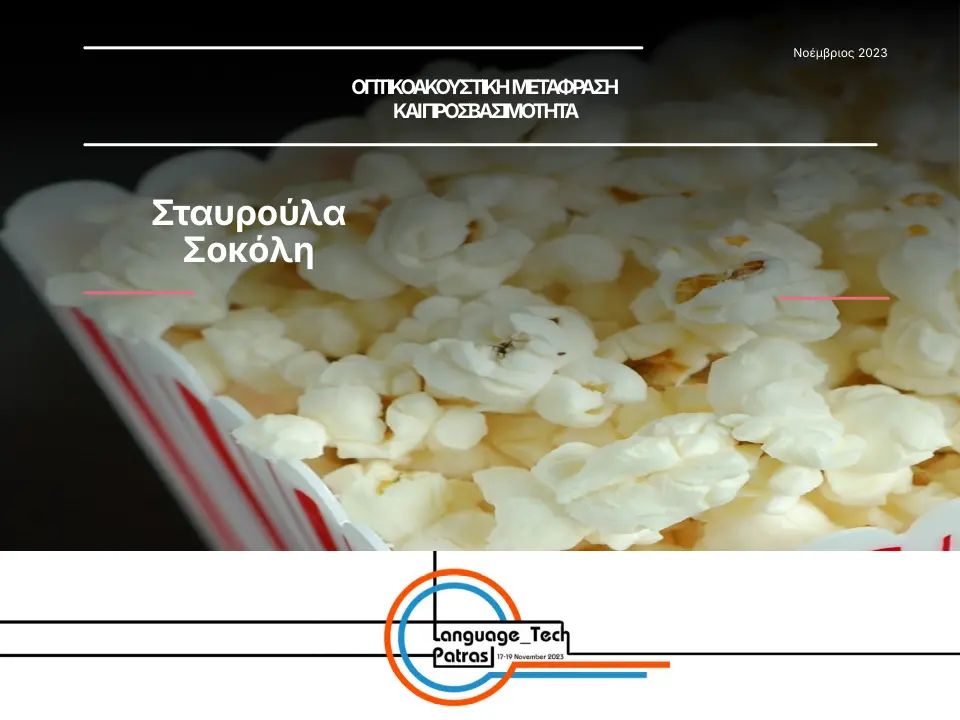 Νοέμβριος 2023
ΟΠΤΙΚΟΑΚΟΥΣΤΙΚΗ ΜΕΤΑΦΡΑΣΗ
ΚΑΙ ΠΡΟΣΒΑΣΙΜΟΤΗΤΑ
Σταυρούλα
Σοκόλη
Language_Tech
Patras
17-19 November 2023